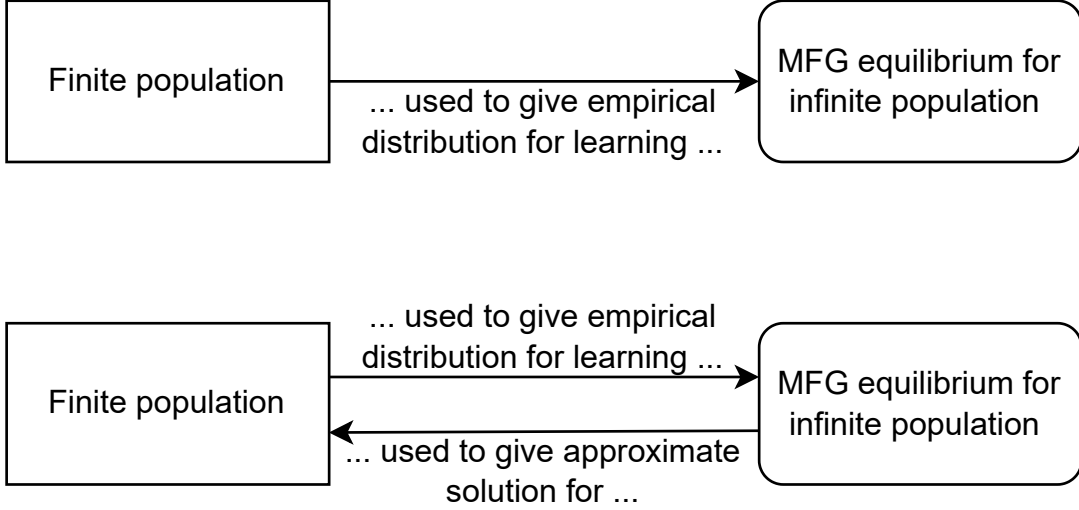 Finite population
... used to give empirical
distribution for learning ...
MFG equilibrium for
infinite population
Finite population
... used to give empirical
distribution for learning ...
MFG equilibrium for
infinite population
... used to give approximate
solution for ...